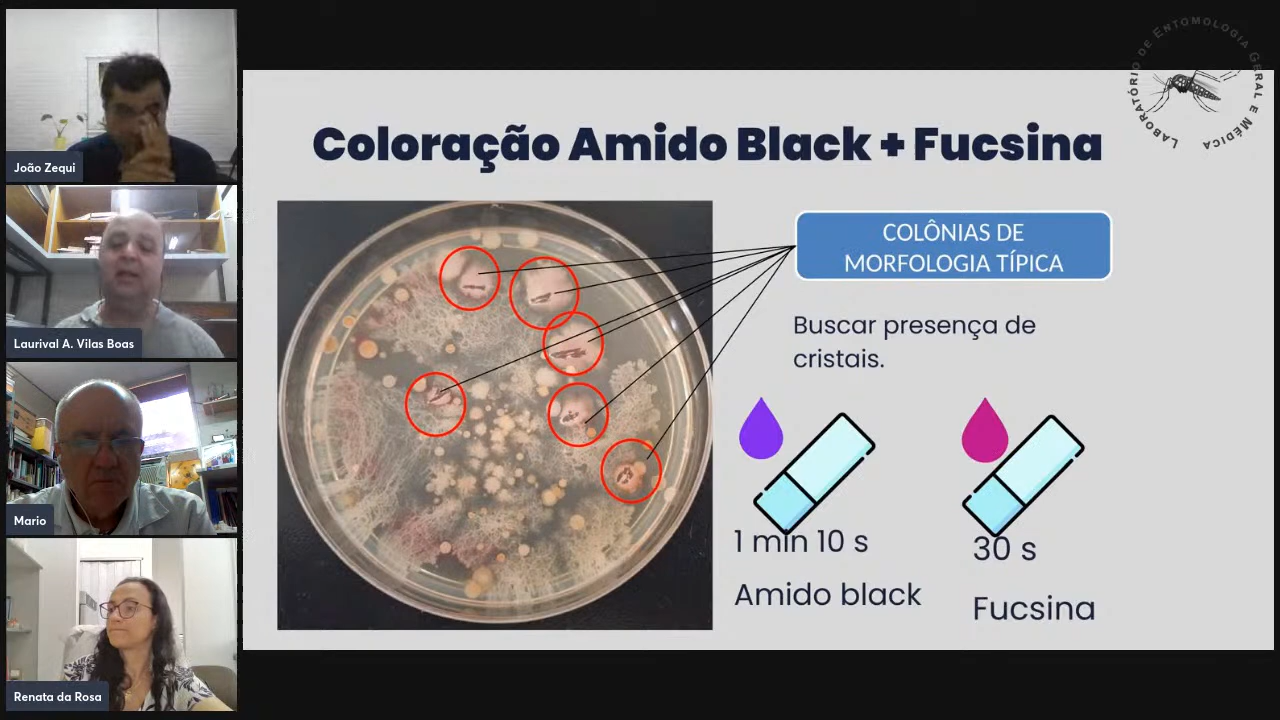 João Zequi
Laurival A. Vilas Boas
Mario
Renata da Rosa
LABORATÓRIO DE ENTOMOLOGIA GERAL E MÉDICA
Coloração Amido Black + Fucsina
COLÔNIAS DE
MORFOLOGIA TÍPICA
Buscar presença de
cristais.
1 min 10 s
Amido black
30 s
Fucsina